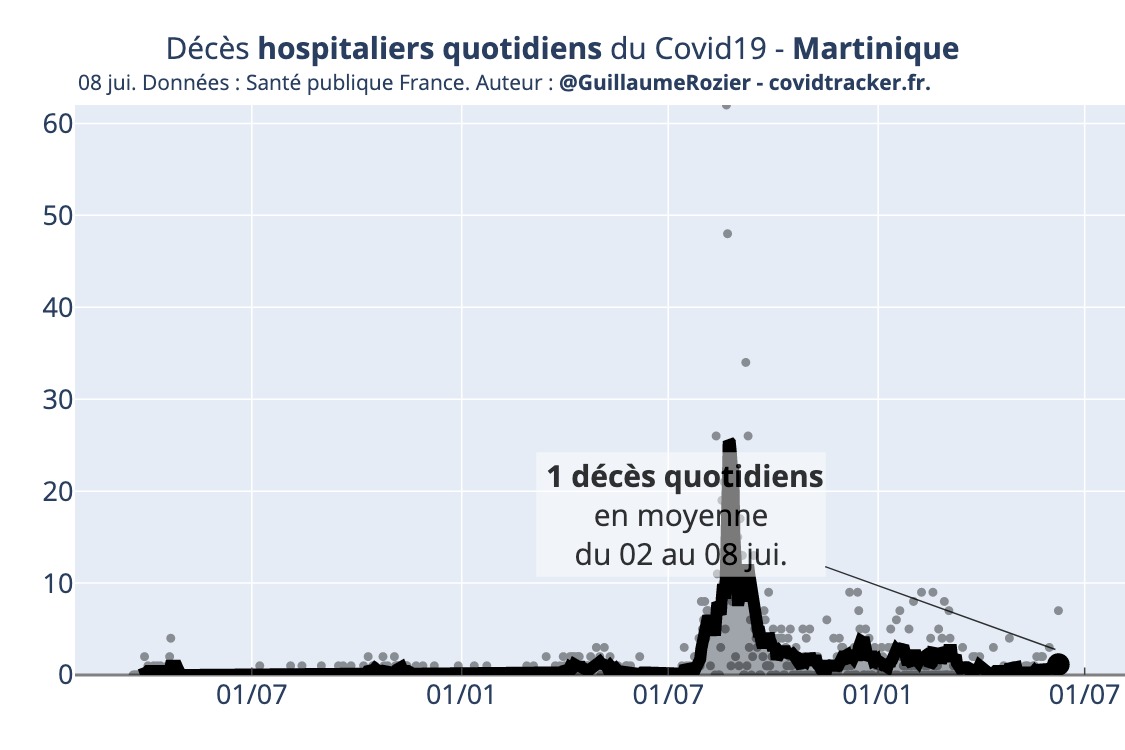 Décès hospitaliers quotidiens du Covid19 - Martinique
08 jui. Données : Santé publique France. Auteur : @GuillaumeRozier - covidtracker.fr.
60
50
40
30
20
10
0
1 décès quotidiens
en moyenne
du 02 au 08 jui.
01/07 01/01 01/07 01/01 01/07